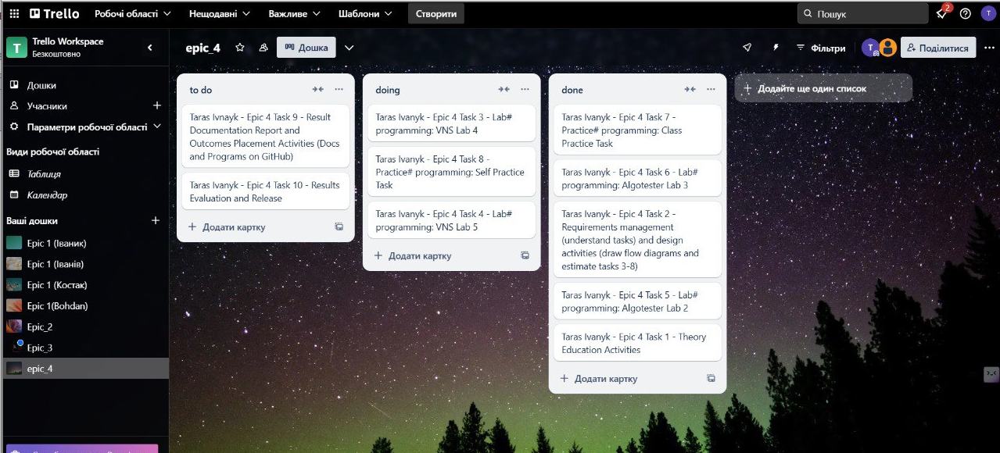 Trello
Робочі області
Нещодавні
Важливе
Шаблони
Створити
Пошук
2
T
T
Trello Workspace
Безкоштовно
epic_4
Дошка
Фільтри
T
Поділитися
Дошки
Учасники
Параметри робочої області
Види робочої області
Таблиця
Календар
Ваші дошки
Epic 1 (Іваник)
Epic 1 (Іванів)
Epic 1 (Костак)
Epic 1(Bohdan)
Epic_2
Epic_3
epic_4
to do
Taras Ivnayk - Epic 4 Task 9 - Result
Documentation Report and
Outcomes Placement Activities (Docs
and Programs on GitHub)
Taras Ivanyk - Epic 4 Task 10 - Results
Evaluation and Release
Додати картку
doing
Taras Ivanyk - Epic 4 Task 3 - Lab#
programming: VNS Lab 4
Taras Ivanyk - Epic 4 Task 8 -
Practice# programming: Self Practice
Task
Taras Ivanyk - Epic 4 Task 4 - Lab#
programming: VNS Lab 5
Додати картку
done
Taras Ivanyk - Epic 4 Task 7 -
Practice# programming: Class
Practice Task
Taras Ivanyk - Epic 4 Task 6 - Lab#
programming: Algotester Lab 3
Taras Ivanyk - Epic 4 Task 2 -
Requirements management
(understand tasks) and design
activities (draw flow diagrams and
estimate tasks 3-8)
Taras Ivanyk - Epic 4 Task 5 - Lab#
programming: Algotester Lab 2
Taras Ivanyk - Epic 4 Task 1 - Theory
Education Activities
Додати картку
Додайте ще один список